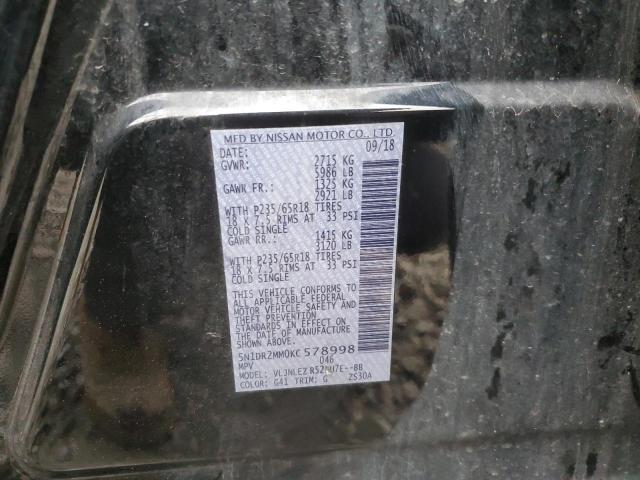 MFD BY NISSAN MOTOR CO., LTD.
DATE: 09/18
GVWR: 2715 KG
5986 LB
GAWR FR.: 1325 KG
2921 LB
WITH P235/65R18 TIRES
18 X 7.5 RIMS AT 33 PSI
COLD SINGLE
GAWR RR.: 1415 KG
3120 LB
WITH P235/65R18 TIRES
18 X 7.5 RIMS AT 33 PSI
COLD SINGLE
THIS VEHICLE CONFORMS TO
ALL APPLICABLE FEDERAL
MOTOR VEHICLE SAFETY AND
THEFT PREVENTION
STANDARDS IN EFFECT ON
THE DATE OF MANUFACTURE
SHOWN ABOVE.
5N1DR2MM0KC578998
MPV 046
MODEL: VLJNLEZ
COLOR: G41 TRIM: G ZS30A